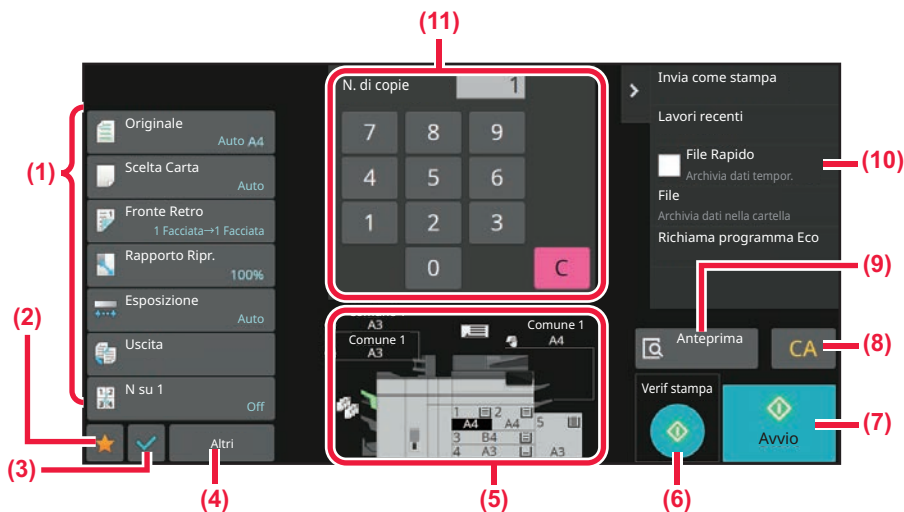 (11)
N. di copie
1
7 8 9
4 5 6
1 2 3
0 C
(1)
Originale
Auto A4
Scelta Carta
Auto
Fronte Retro
1 Facciata→1 Facciata
Rapporto Ripr.
100%
Esposizione
Auto
Uscita
N su 1
Off
(2)
(3)
Altri
(4)
Comune 1
A3
Comune 1
A3
Comune 1
A4
1 2
A4 A4 5
3 B4
4 A3 A3
(5)
Invia come stampa
Lavori recenti
File Rapido
Archivia dati tempor.
File
Archivia dati nella cartella
Richiama programma Eco
(10)
(9)
Anteprima
CA
(8)
Verif stampa
Avvio
(7)
(6)